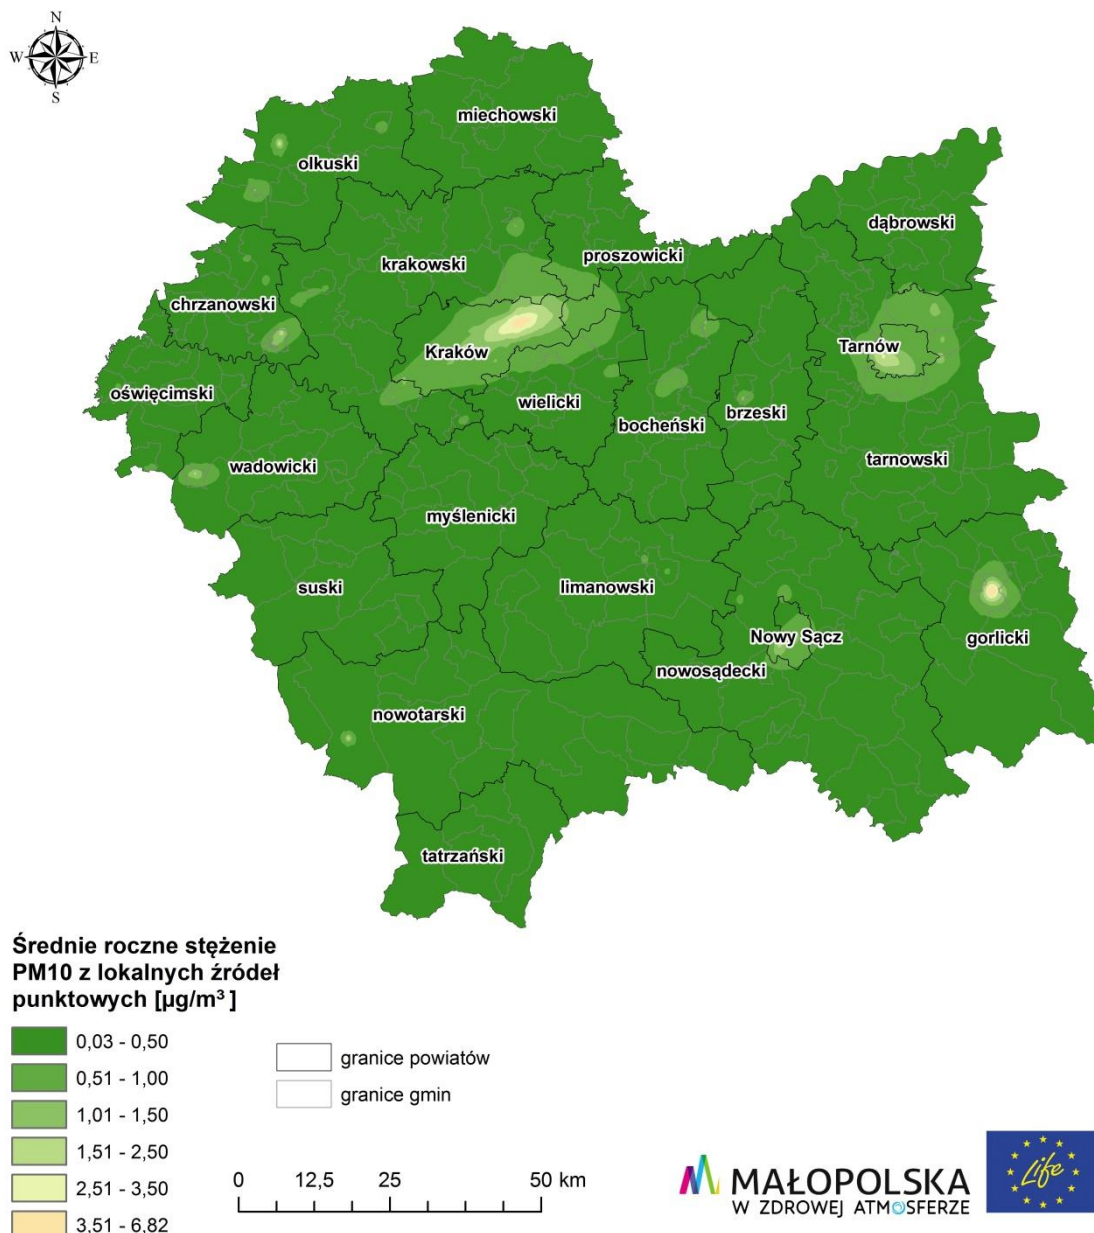 N
W E
S
miechowski
olkuski
dąbrowski
krakowski
proszowicki
chrzanowski
Kraków
Tarnów
oświęcimski
wielicki
bocheński
brzeski
wadowicki
tarnowski
myślenicki
suski
limanowski
Nowy Sącz
gorlicki
nowosądecki
nowotarski
tatrzański
Średnie roczne stężenie
PM10 z lokalnych źródeł
punktowych [µg/m³ ]
0,03 - 0,50
0,51 - 1,00
1,01 - 1,50
1,51 - 2,50
2,51 - 3,50
3,51 - 6,82
granice powiatów
granice gmin
0 12,5 25 50 km
MAŁOPOLSKA
W ZDROWEJ ATMOSFERZE
Life